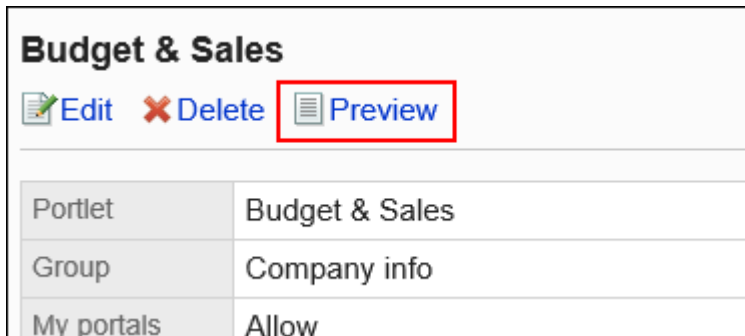 Budget & Sales
Edit Delete Preview
Portlet Budget & Sales
Group Company info
My portals Allow